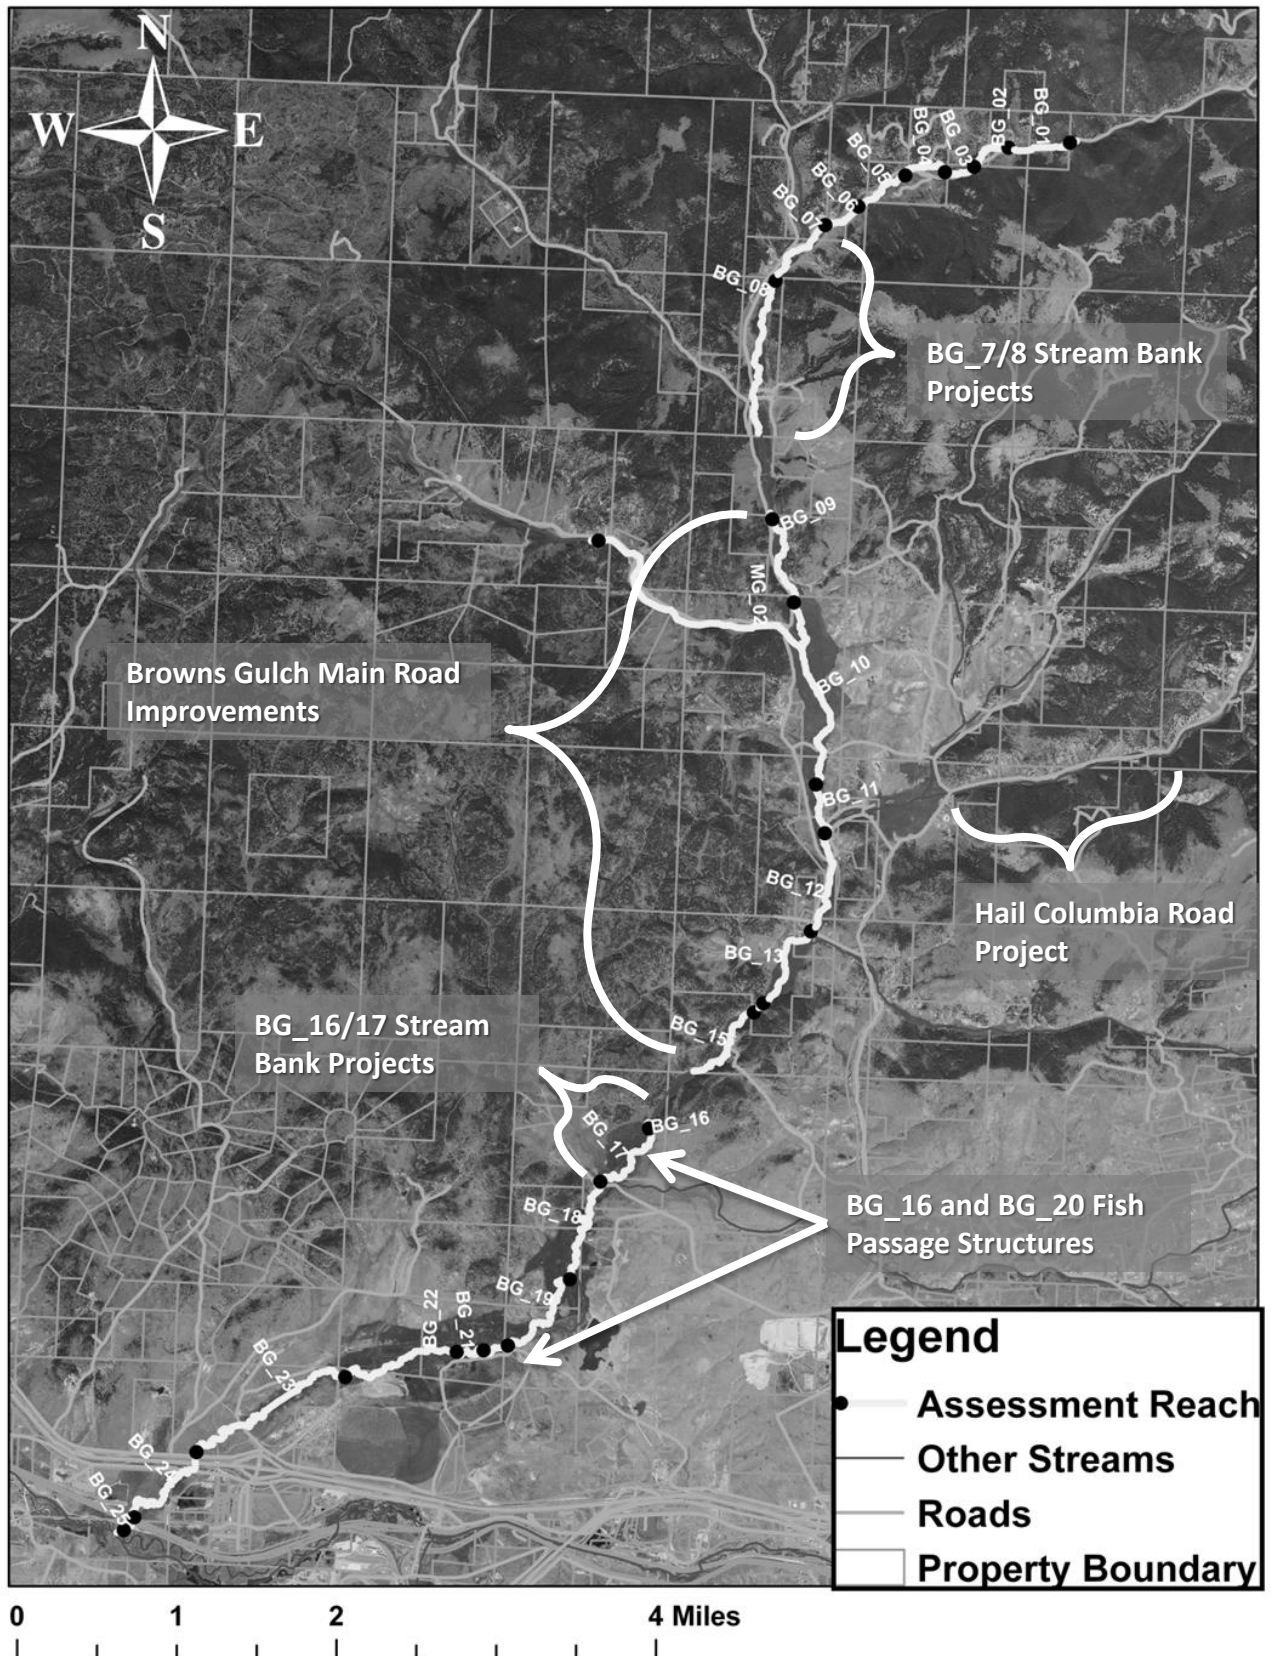 N
W E
S
BG_01
BG_02
BG_03
BG_04
BG_05
BG_06
BG_07
BG_08
BG_7/8 Stream Bank
Projects
BG_09
MG_02
BG_10
Browns Gulch Main Road
Improvements
BG_11
BG_12
Hail Columbia Road
Project
BG_13
BG_15
BG_16/17 Stream
Bank Projects
BG_16
BG_17
BG_18
BG_16 and BG_20 Fish
Passage Structures
BG_19
BG_21
BG_22
BG_23
BG_24
BG_25
Legend
Assessment Reach
Other Streams
Roads
Property Boundary
0 1 2 4 Miles